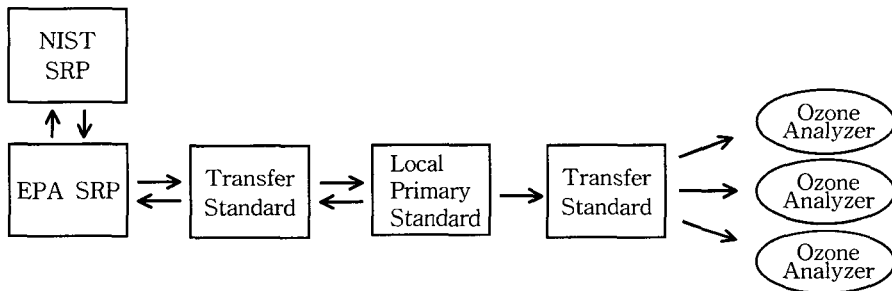 NIST
SRP
EPA SRP
Transfer
Standard
Local
Primary
Standard
Transfer
Standard
Ozone
Analyzer
Ozone
Analyzer
Ozone
Analyzer